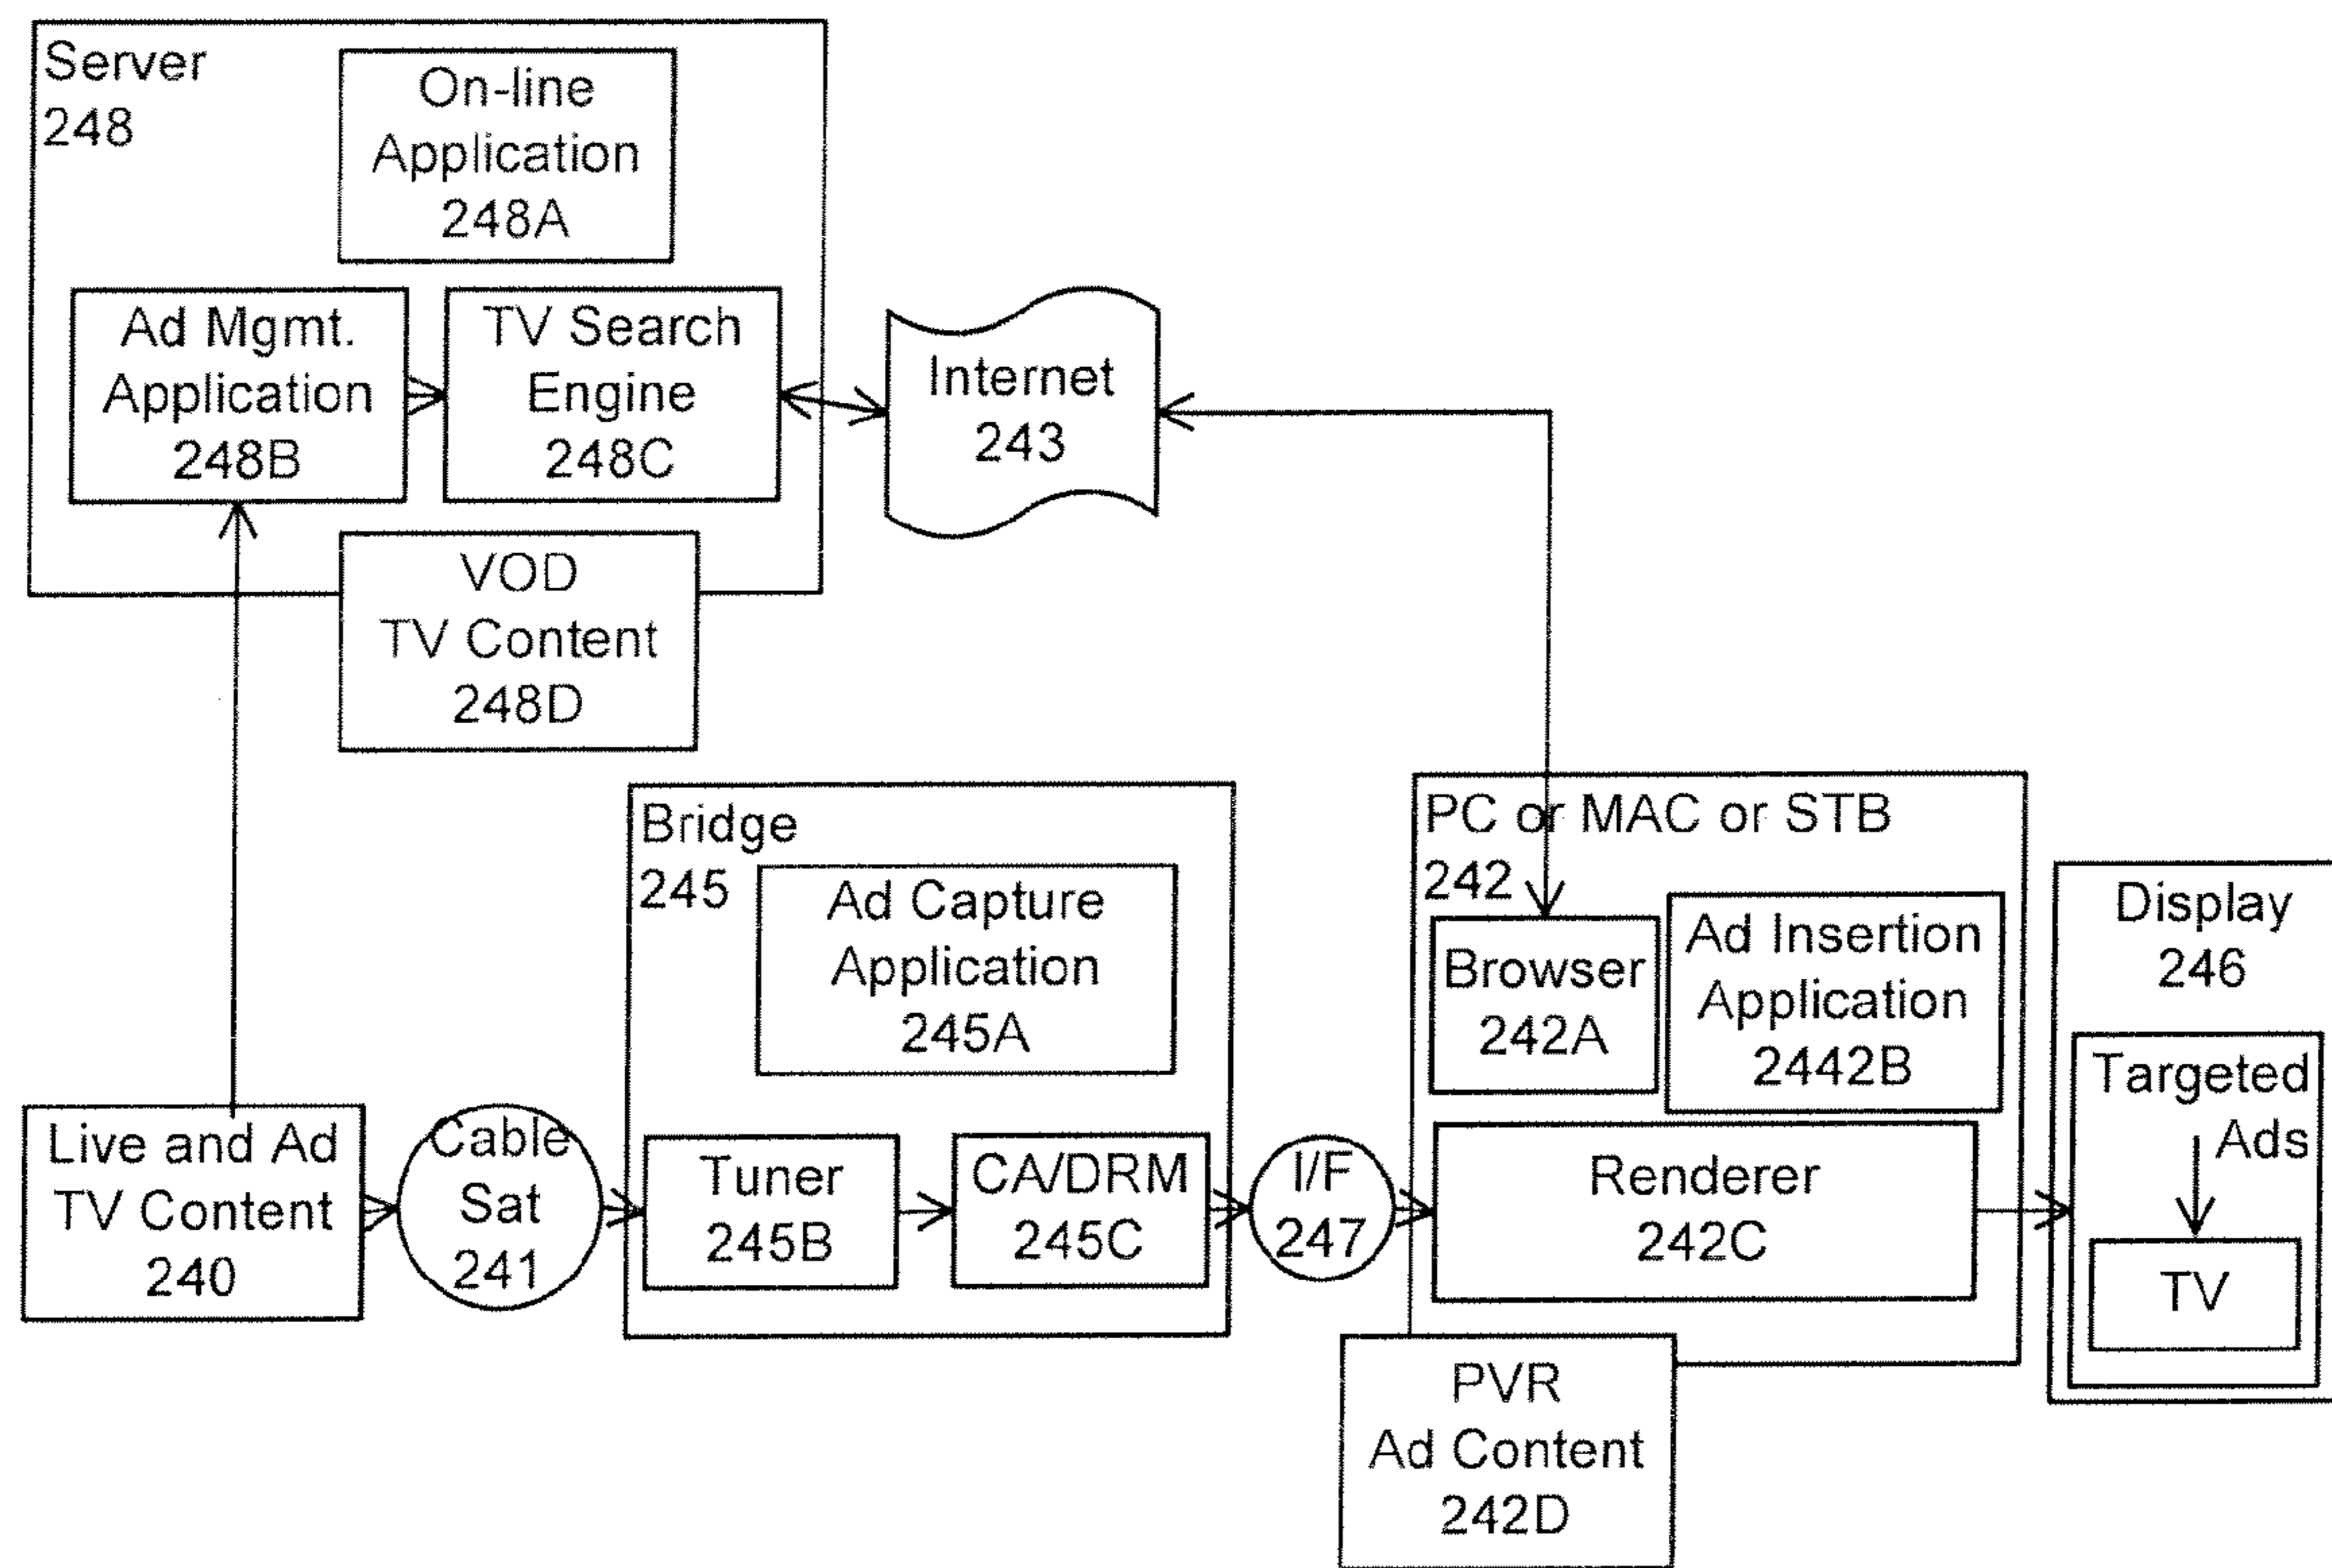 Server
248
On-line
Application
248A
Ad Mgmt.
Application
248B
TV Search
Engine
248C
Internet
243
VOD
TV Content
248D
Bridge
245
Ad Capture
Application
245A
PC or MAC or STB
242
Browser
242A
Ad Insertion
Application
2442B
Display
246
Targeted
Ads
TV
Live and Ad
TV Content
240
Cable
Sat
241
Tuner
245B
CA/DRM
245C
I/F
247
Renderer
242C
PVR
Ad Content
242D